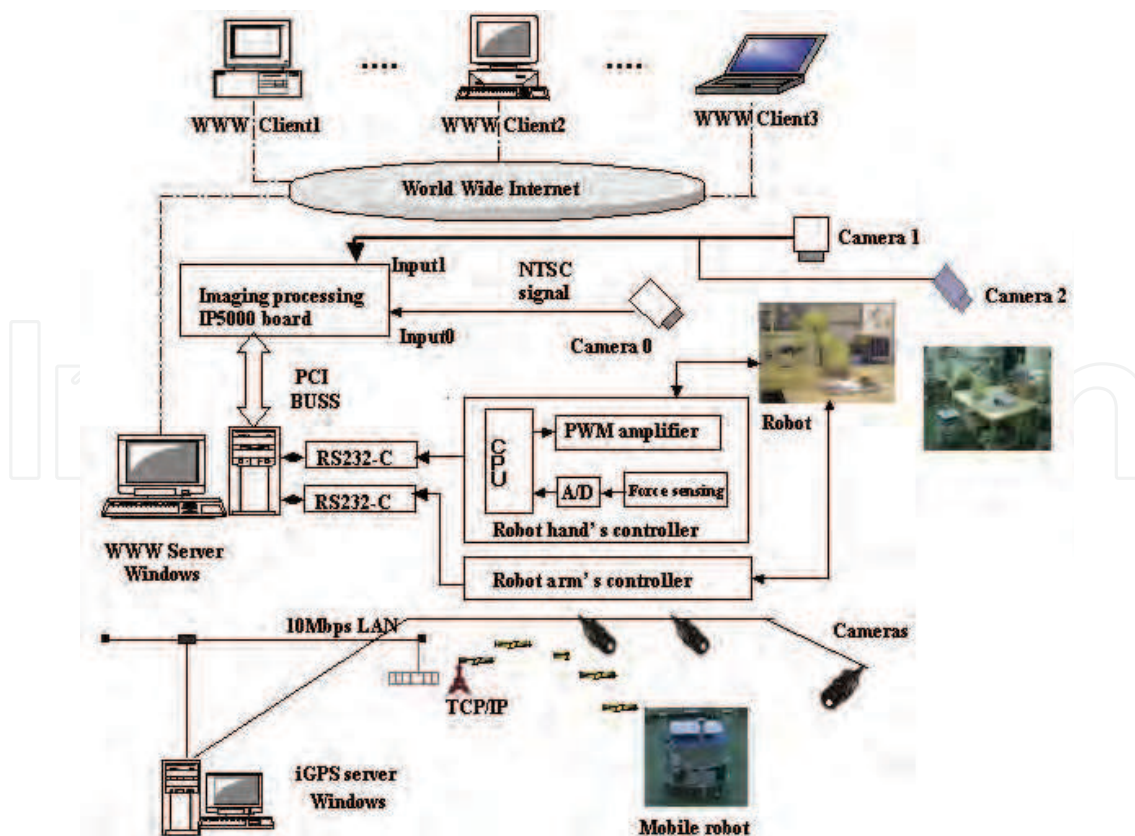 WWW Client1
WWW Client2
WWW Client3
World Wide Internet
Camera 1
Input1
NTSC
signal
Camera 2
Imaging processing
IP5000 board
Input0
Camera 0
PCI
BUSS
CPU
PWM amplifier
Robot
RS232-C
A/D
Force sensing
RS232-C
Robot hand's controller
WWW Server
Windows
Robot arm's controller
10Mbps LAN
Cameras
TCP/IP
iGPS server
Windows
Mobile robot